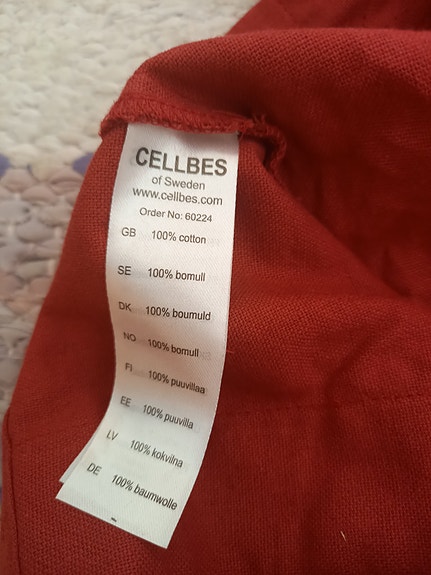 CELLBES
of Sweden
www.cellbes.com
Order No: 60224
GB 100% cotton
SE 100% bomull
DK 100% boumuld
NO 100% bomull
FI 100% puuvillaa
EE 100% puuvilla
LV 100% kokvilna
DE 100% baumwolle